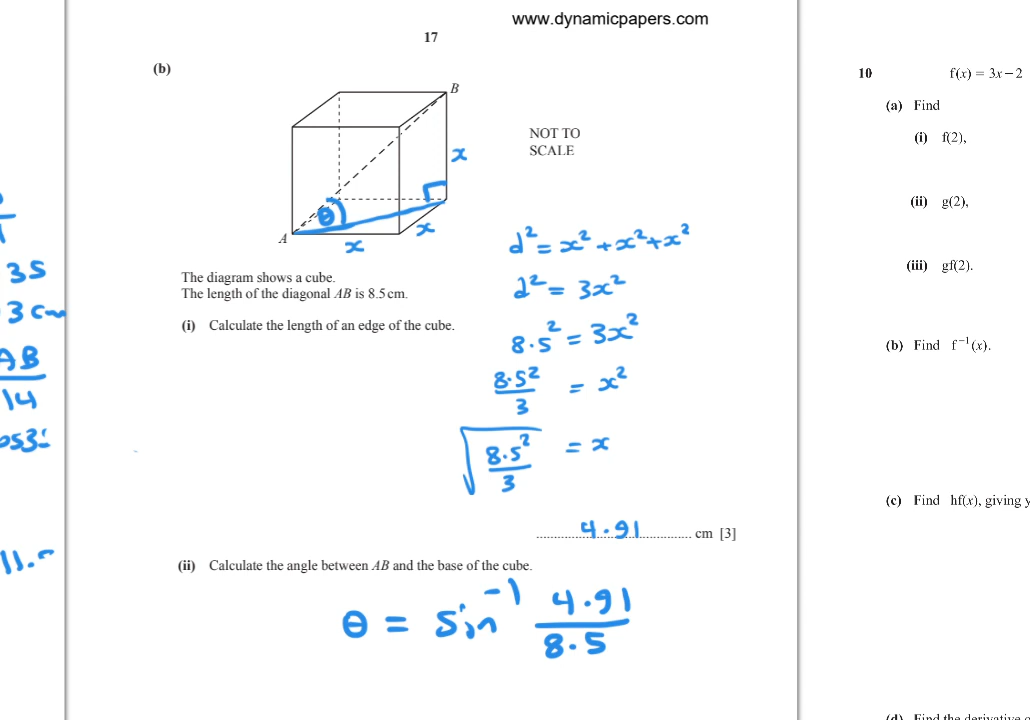 www.dynamicpapers.com
17
(b)
B
x
NOT TO
SCALE
θ
A
x
x
d² = x² + x² + x²
The diagram shows a cube.
The length of the diagonal AB is 8.5 cm.
d² = 3x²
(i) Calculate the length of an edge of the cube.
8.5² = 3x²
8.5²/3 = x²
√(8.5²/3) = x
4.91 cm [3]
(ii) Calculate the angle between AB and the base of the cube.
θ = sin⁻¹ 4.91/8.5
35
3 cm
AB
14
11.
10 f(x) = 3x − 2
(a) Find
(i) f(2),
(ii) g(2),
(iii) gf(2).
(b) Find f⁻¹(x).
(c) Find hf(x), giving y
(d) Find the derivative o